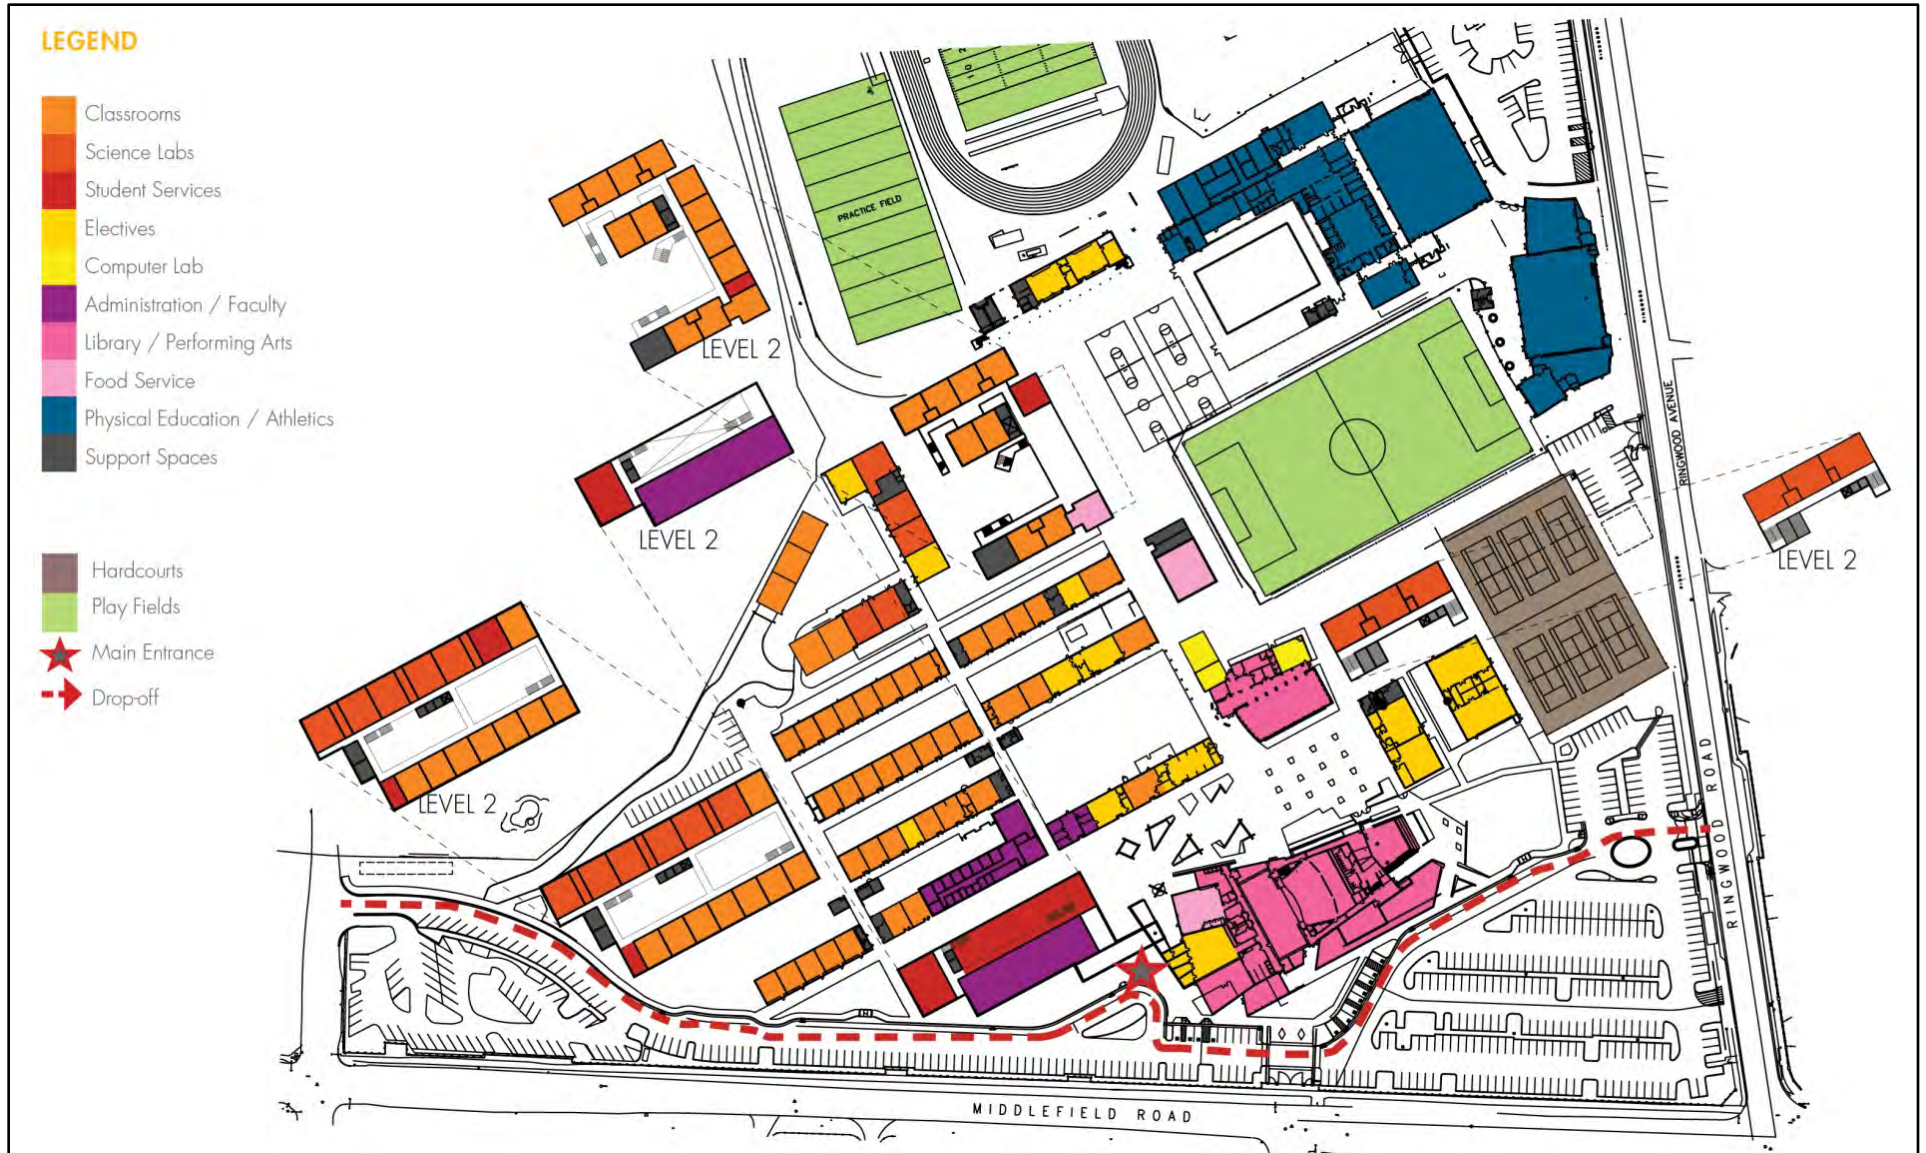 LEGEND
Classrooms
Science Labs
Student Services
Electives
Computer Lab
Administration / Faculty
Library / Performing Arts
Food Service
Physical Education / Athletics
Support Spaces
Hardcourts
Play Fields
Main Entrance
Drop-off
PRACTICE FIELD
LEVEL 2
LEVEL 2
LEVEL 2
LEVEL 2
RINGWOOD AVENUE
RINGWOOD ROAD
MIDDLEFIELD ROAD